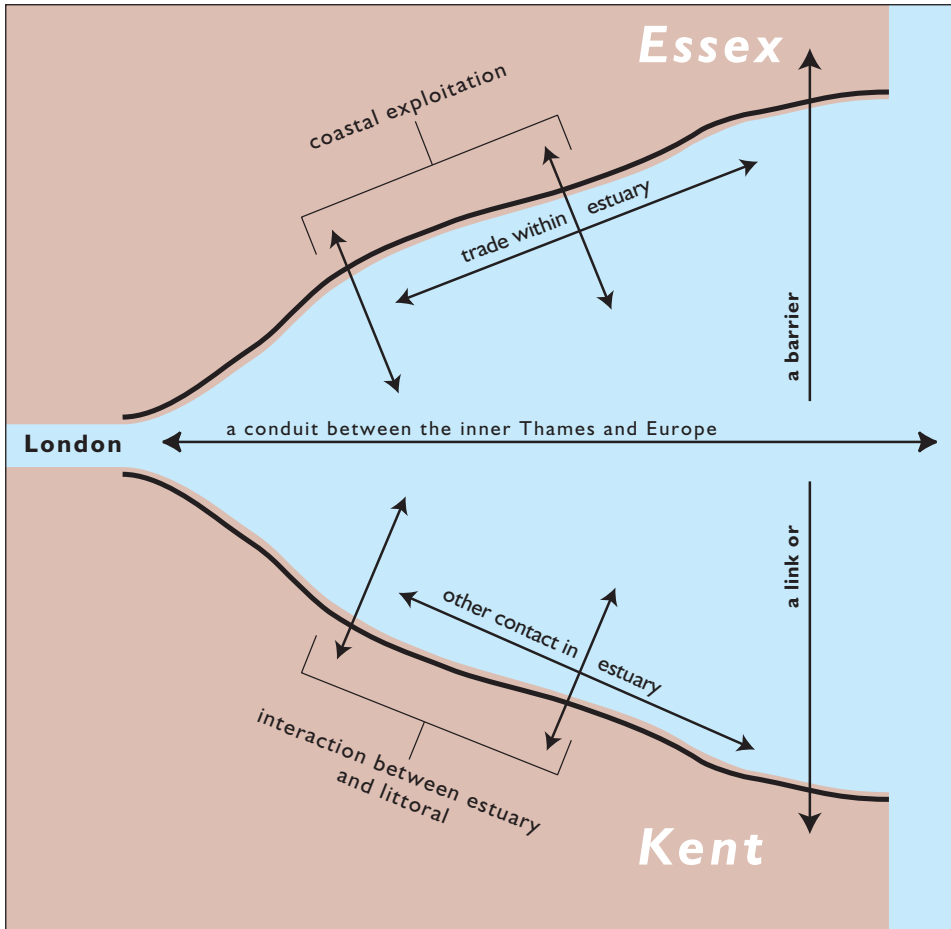 Essex
coastal exploitation
trade within estuary
a barrier
London
a conduit between the inner Thames and Europe
a link or
other contact in estuary
interaction between estuary
and littoral
Kent